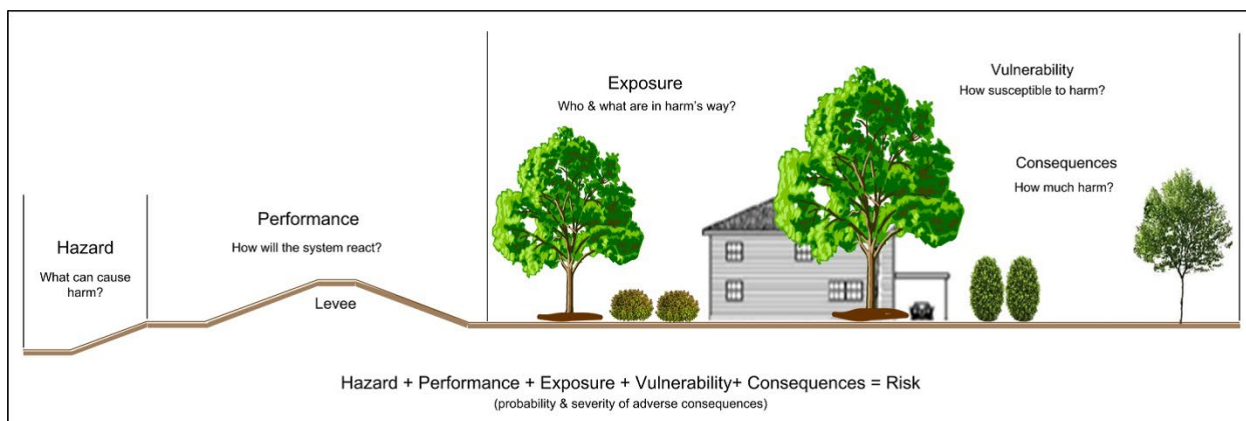 Hazard
What can cause
harm?
Performance
How will the system react?
Levee
Exposure
Who & what are in harm's way?
Vulnerability
How susceptible to harm?
Consequences
How much harm?
Hazard + Performance + Exposure + Vulnerability+ Consequences = Risk
(probability & severity of adverse consequences)